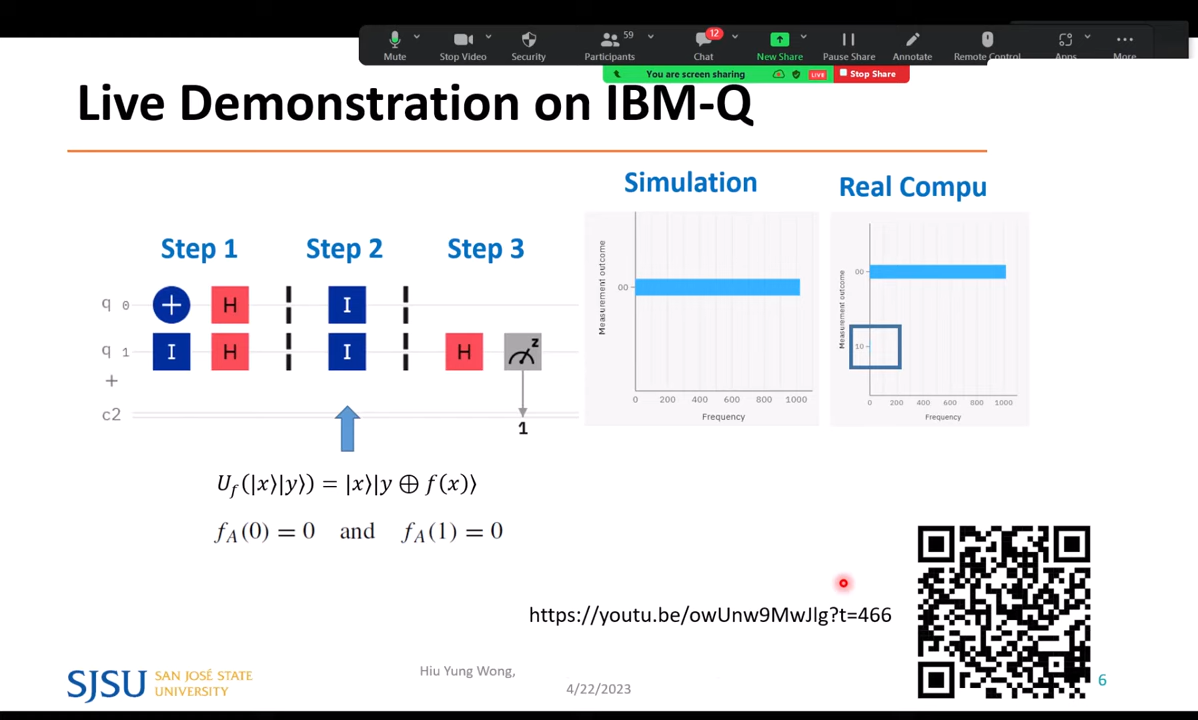 59
12
Mute
Stop Video
Security
Participants
Chat
New Share
Pause Share
Annotate
Remote Control
Apps
More
You are screen sharing
LIVE
Stop Share
Live Demonstration on IBM-Q
Simulation
Real Compu
Step 1
Step 2
Step 3
q 0
+
H
I
q 1
I
H
I
H
z
+
c2
1
Measurement outcome
00
0 200 400 600 800 1000
Frequency
Measurement outcome
00
10
0 200 400 600 800 1000
Frequency
U_f(|x⟩|y⟩) = |x⟩|y ⊕ f(x)⟩
f_A(0) = 0 and f_A(1) = 0
https://youtu.be/owUnw9MwJlg?t=466
SJSU
SAN JOSÉ STATE
UNIVERSITY
Hiu Yung Wong,
4/22/2023
6